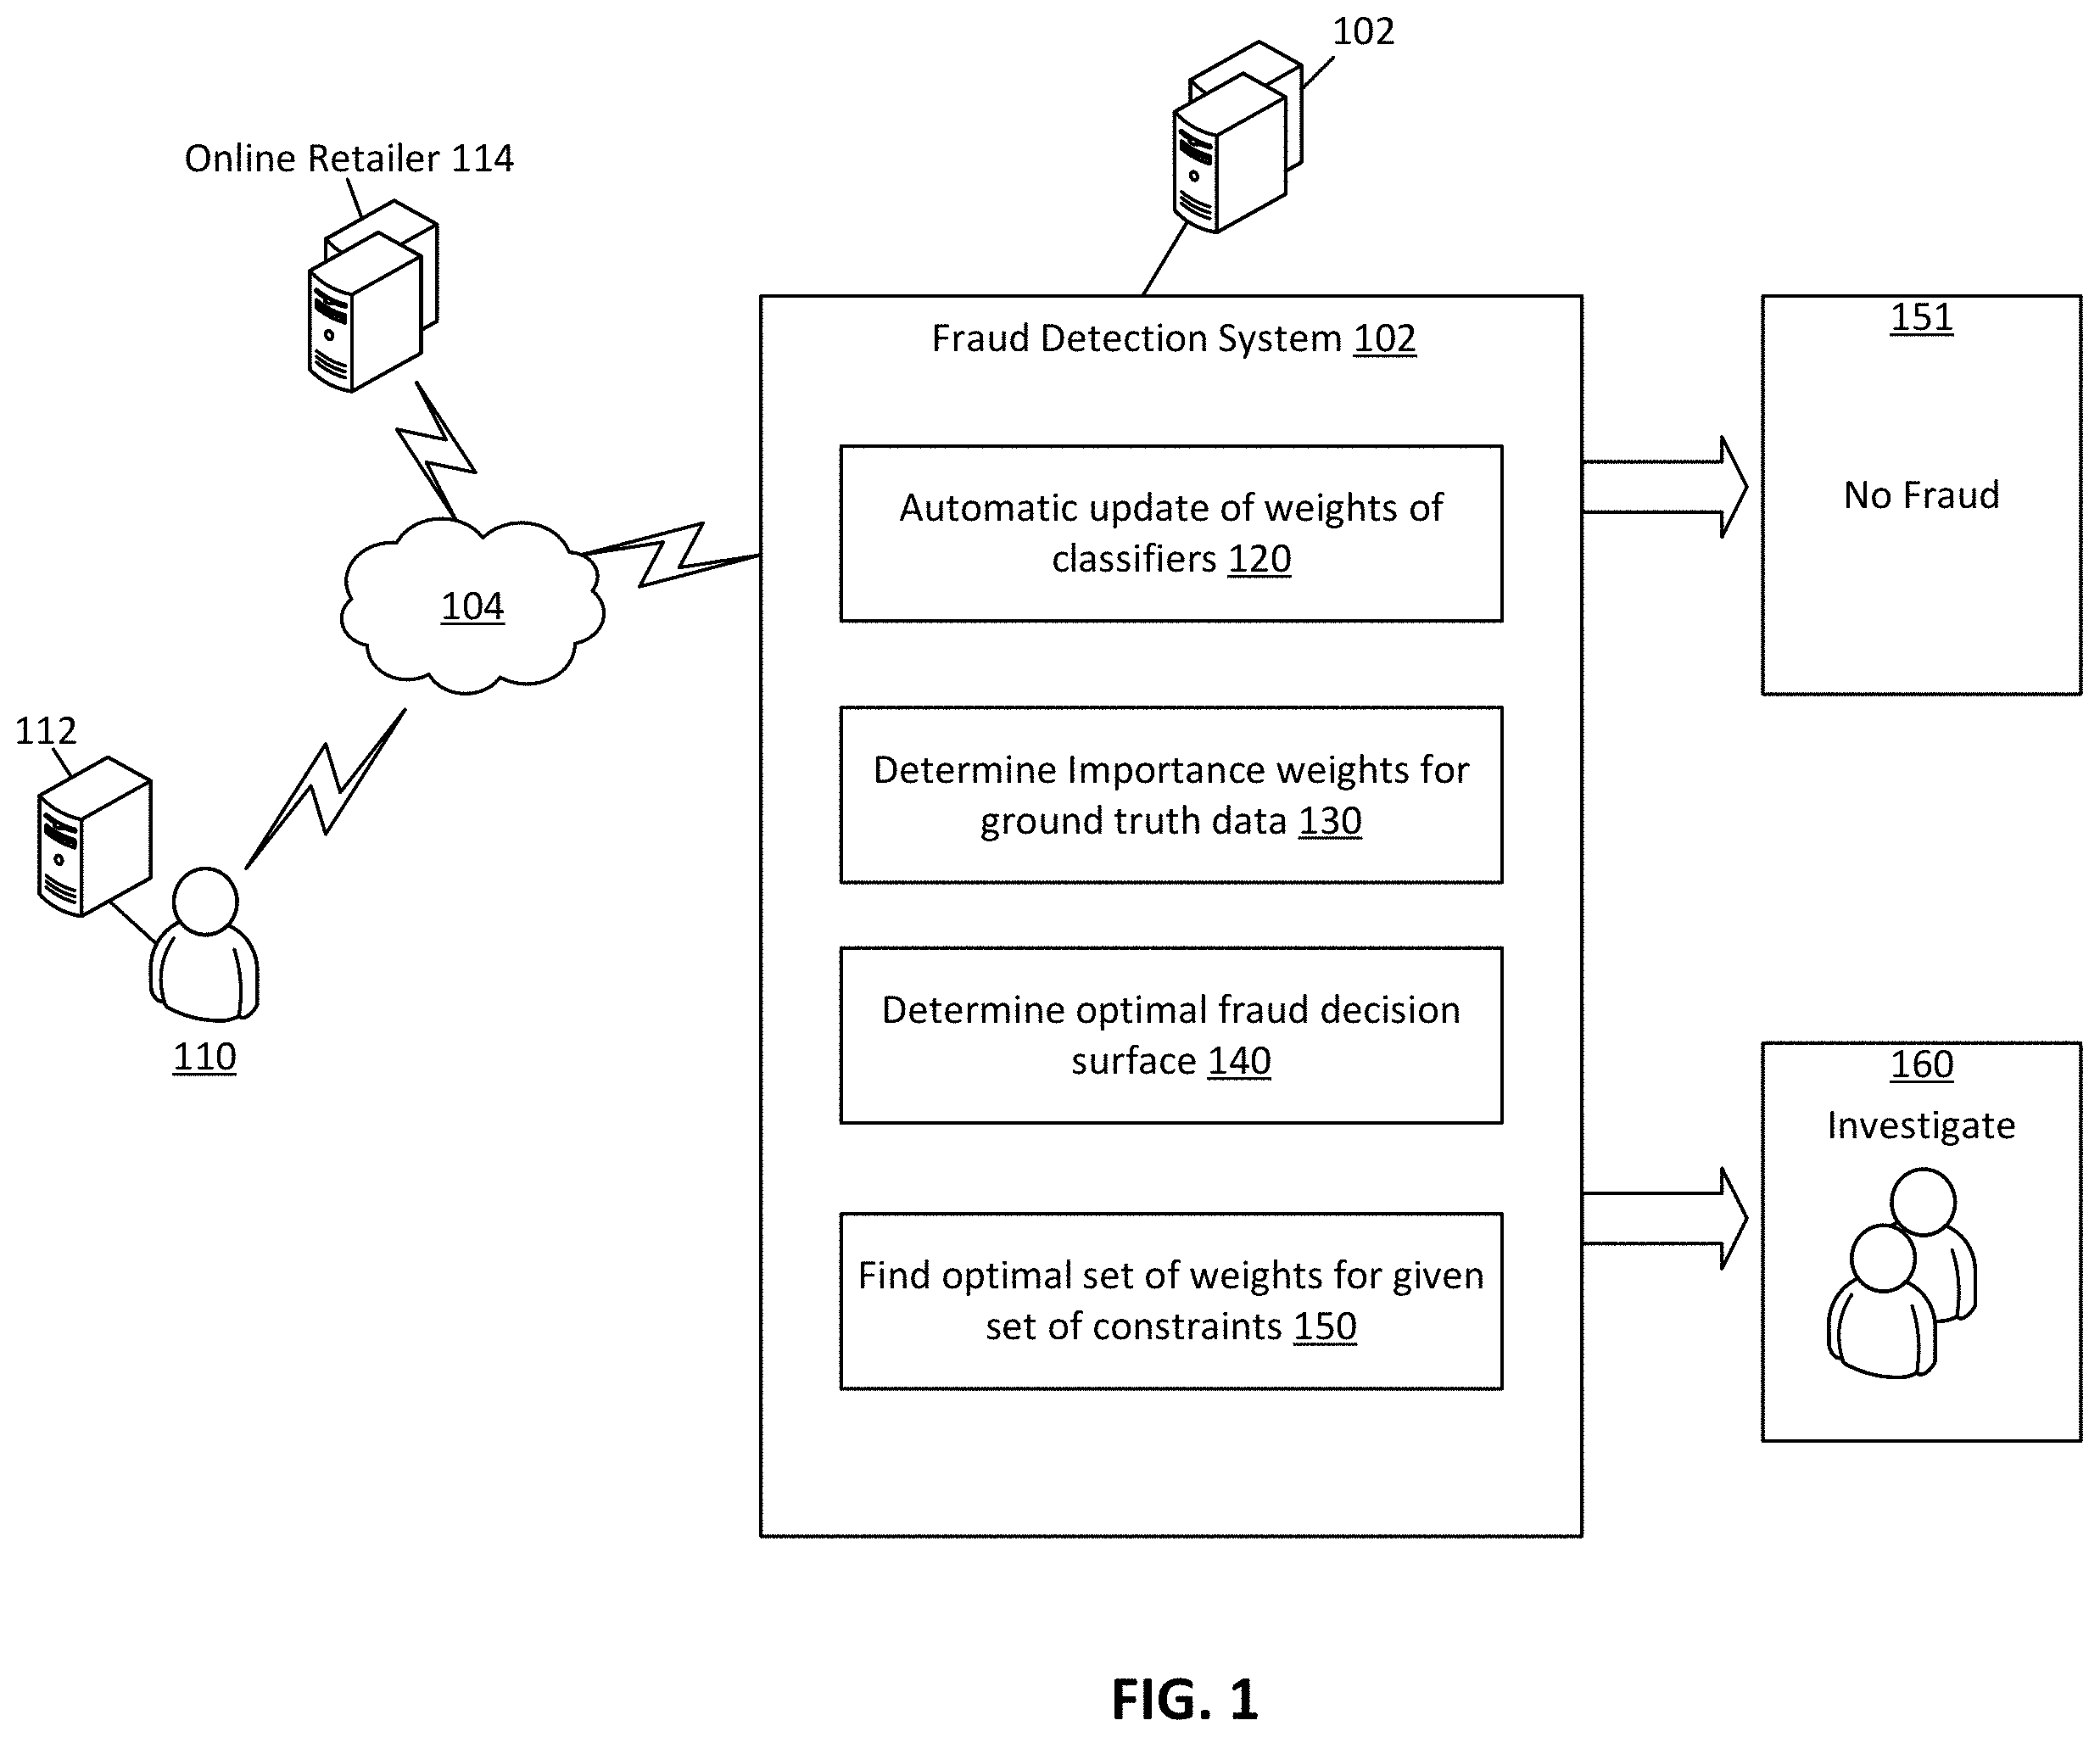 102
Online Retailer 114
Fraud Detection System 102
151
No Fraud
Automatic update of weights of
classifiers 120
104
112
Determine Importance weights for
ground truth data 130
110
Determine optimal fraud decision
surface 140
160
Investigate
Find optimal set of weights for given
set of constraints 150
FIG. 1